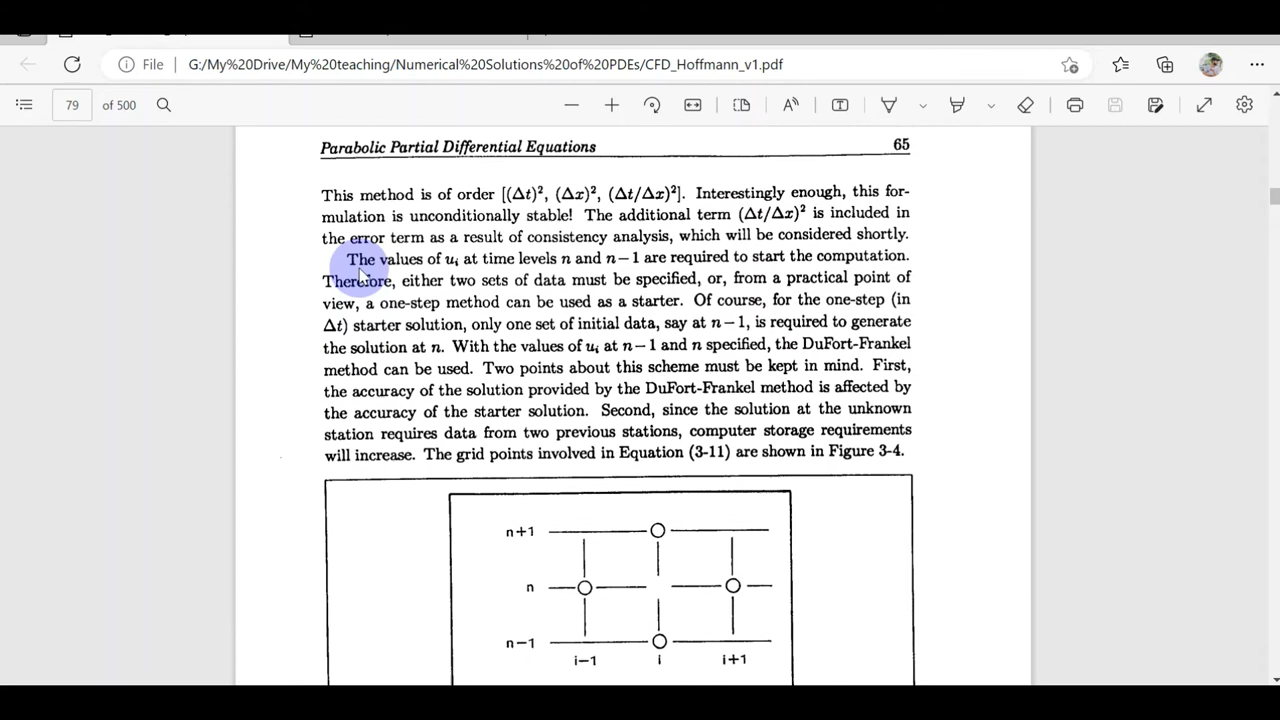 File | G:/My%20Drive/My%20teaching/Numerical%20Solutions%20of%20PDEs/CFD_Hoffmann_v1.pdf
79 of 500
Parabolic Partial Differential Equations 65
This method is of order [(Δt)², (Δx)², (Δt/Δx)²]. Interestingly enough, this for-
mulation is unconditionally stable! The additional term (Δt/Δx)² is included in
the error term as a result of consistency analysis, which will be considered shortly.
The values of uᵢ at time levels n and n−1 are required to start the computation.
Therefore, either two sets of data must be specified, or, from a practical point of
view, a one-step method can be used as a starter. Of course, for the one-step (in
Δt) starter solution, only one set of initial data, say at n−1, is required to generate
the solution at n. With the values of uᵢ at n−1 and n specified, the DuFort-Frankel
method can be used. Two points about this scheme must be kept in mind. First,
the accuracy of the solution provided by the DuFort-Frankel method is affected by
the accuracy of the starter solution. Second, since the solution at the unknown
station requires data from two previous stations, computer storage requirements
will increase. The grid points involved in Equation (3-11) are shown in Figure 3-4.
n+1
n
n−1
i−1 i i+1